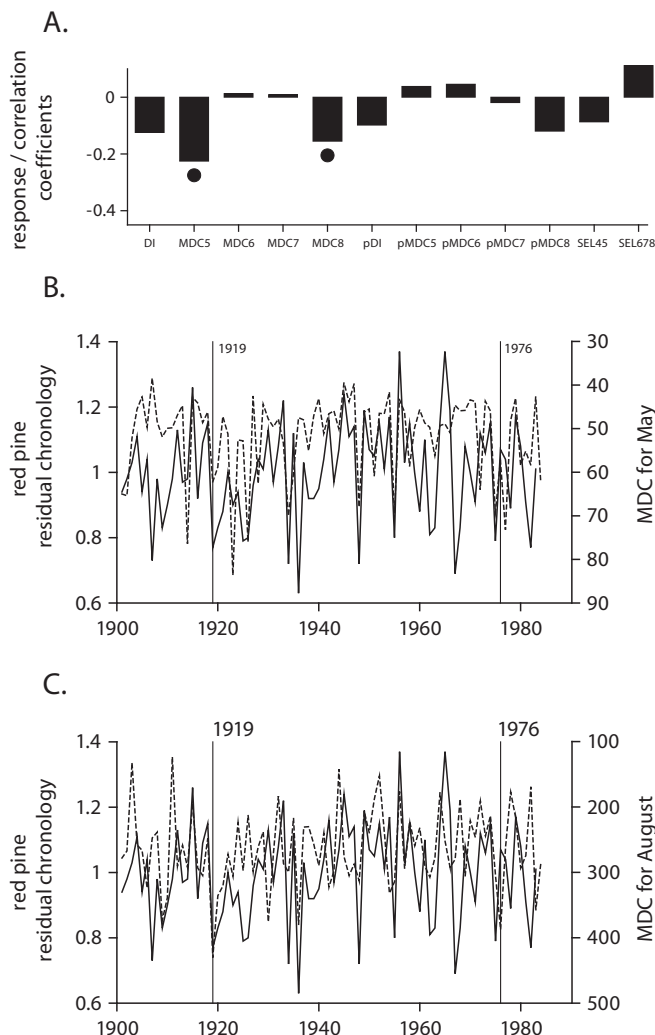 A.
response / correlation
coefficients
0
-0.2
-0.4
DI MDC5 MDC6 MDC7 MDC8 pDI pMDC5 pMDC6 pMDC7 pMDC8 SEL45 SEL678
B.
red pine
residual chronology
1.4
1.2
1
0.8
0.6
1919
1976
30
40
50
60
70
80
90
MDC for May
1900 1920 1940 1960 1980
C.
1919
1976
red pine
residual chronology
1.4
1.2
1
0.8
0.6
100
200
300
400
500
MDC for August
1900 1920 1940 1960 1980